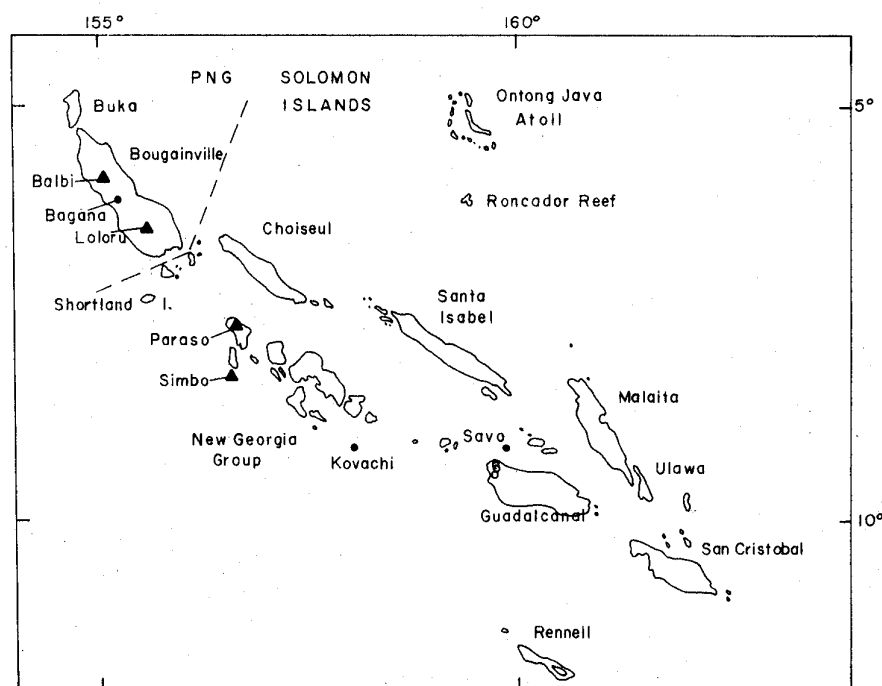 155°
160°
PNG SOLOMON
ISLANDS
Buka
Ontong Java
Atoll
5°
Bougainville
Balbi
Bagana
Loloru
Roncador Reef
Choiseul
Shortland I.
Santa
Isabel
Paraso
Simbo
Malaita
New Georgia
Group
Kovachi
Savo
Ulawa
Guadalcanal
10°
San Cristobal
Rennell